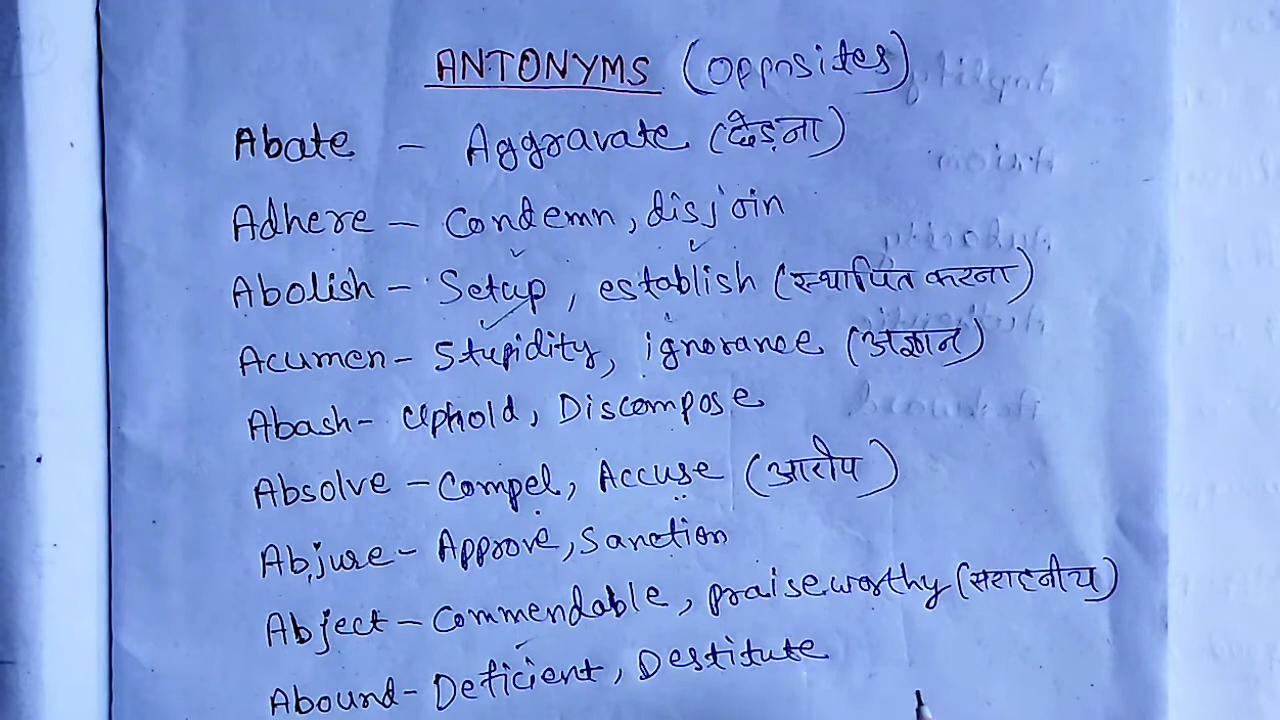 ANTONYMS (Opposites)
Abate - Aggravate (छेड़ना)
Adhere - Condemn, disjoin
Abolish - Setup, establish (स्थापित करना)
Acumen - Stupidity, ignorance (अज्ञान)
Abash - Uphold, Discompose
Absolve - Compel, Accuse (आरोप)
Abjure - Approve, Sanction
Abject - Commendable, praiseworthy (सराहनीय)
Abound - Deficient, Destitute